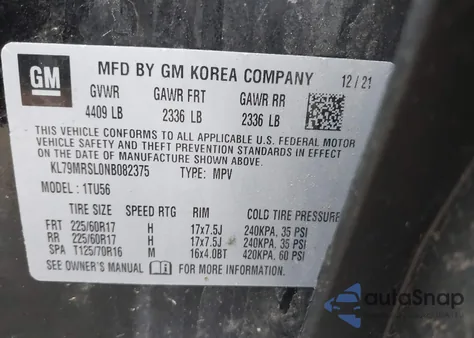 GM
MFD BY GM KOREA COMPANY 12/21
GVWR GAWR FRT GAWR RR
4409 LB 2336 LB 2336 LB
THIS VEHICLE CONFORMS TO ALL APPLICABLE U.S. FEDERAL MOTOR
VEHICLE SAFETY AND THEFT PREVENTION STANDARDS IN EFFECT ON
THE DATE OF MANUFACTURE SHOWN ABOVE.
KL79MRSL0NB082375 TYPE: MPV
MODEL: 1TU56
TIRE SIZE SPEED RTG RIM COLD TIRE PRESSURE
FRT 225/60R17 H 17x7.5J 240KPA, 35 PSI
RR 225/60R17 H 17x7.5J 240KPA, 35 PSI
SPA T125/70R16 M 16x4.0BT 420KPA, 60 PSI
SEE OWNER'S MANUAL FOR MORE INFORMATION.
autoSnap